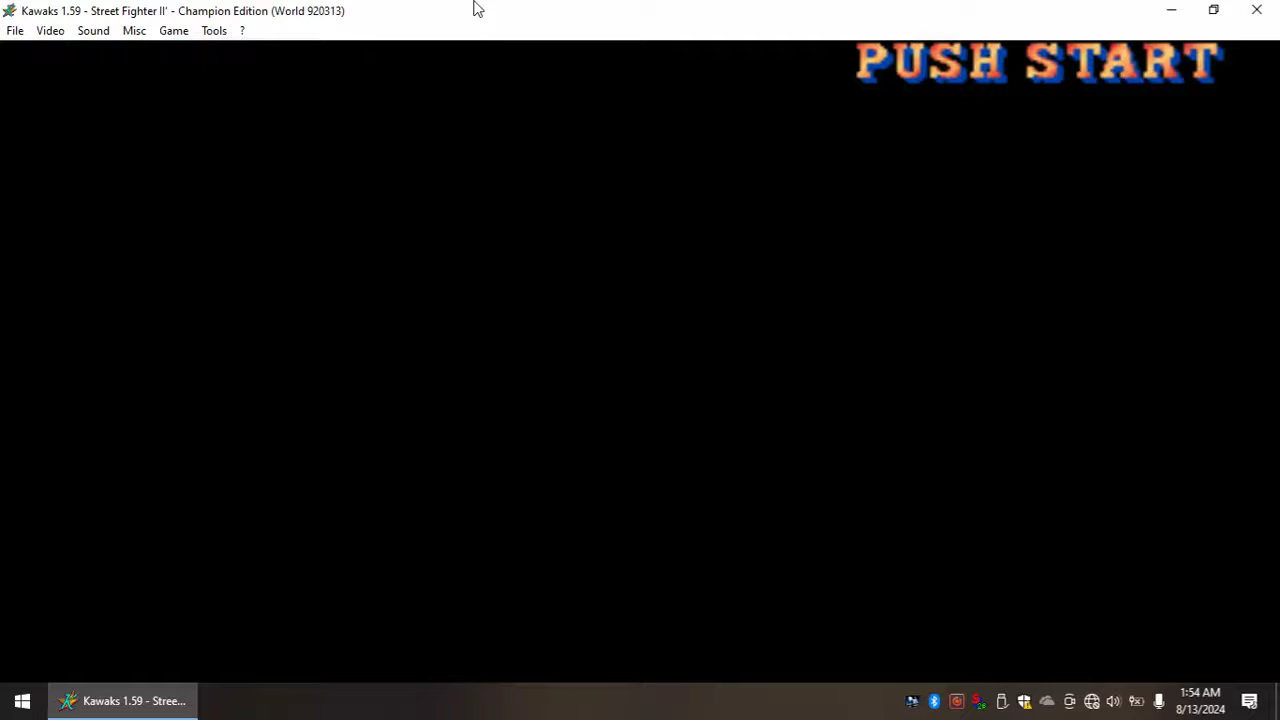 Kawaks 1.59 - Street Fighter II' - Champion Edition (World 920313)
File Video Sound Misc Game Tools ?
PUSH START
Kawaks 1.59 - Stree...
1:54 AM
8/13/2024